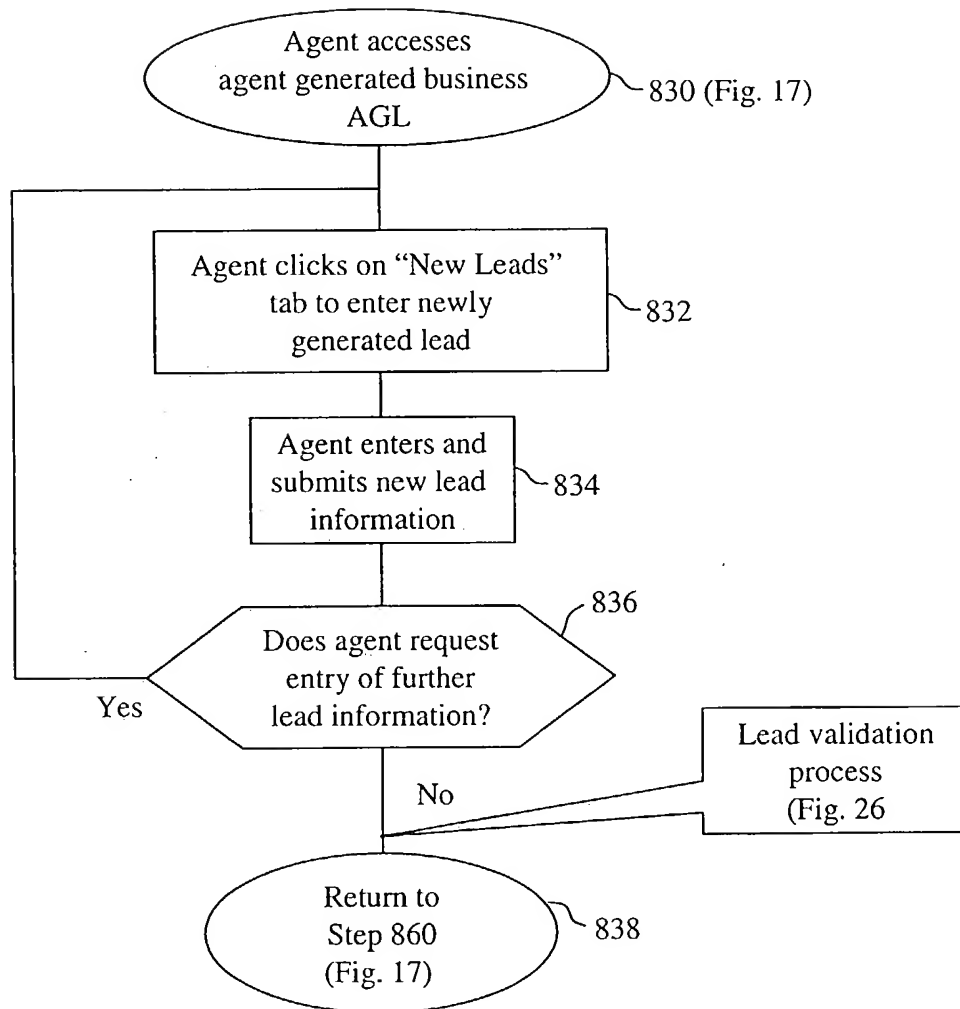 Agent accesses
agent generated business
AGL
830 (Fig. 17)
Agent clicks on “New Leads”
tab to enter newly
generated lead
832
Agent enters and
submits new lead
information
834
836
Does agent request
entry of further
lead information?
Yes
No
Lead validation
process
(Fig. 26
Return to
Step 860
(Fig. 17)
838